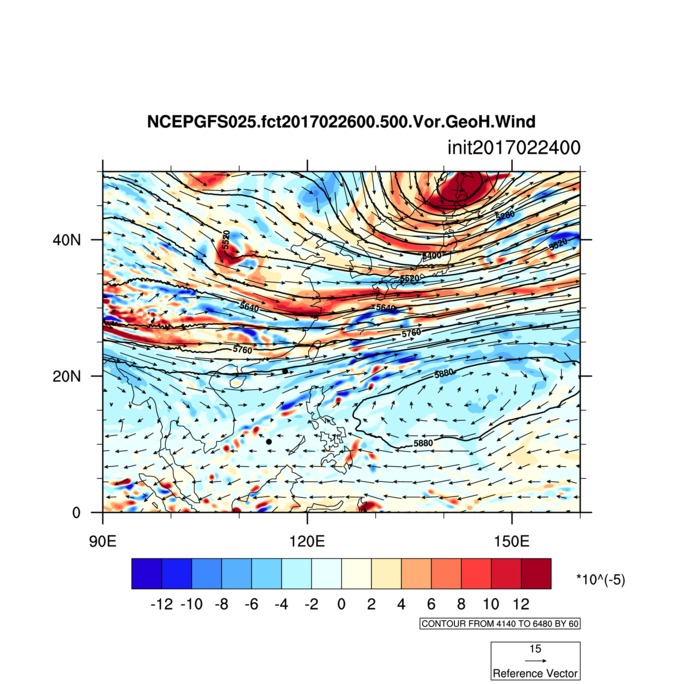 NCEPGFS025.fct2017022600.500.Vor.GeoH.Wind
init2017022400
5280
5520
5520
40N
5400
5520
5640
5640
5760
5760
20N
5880
5880
0
90E 120E 150E
-12 -10 -8 -6 -4 -2 0 2 4 6 8 10 12
*10^(-5)
CONTOUR FROM 4140 TO 6480 BY 60
15
Reference Vector